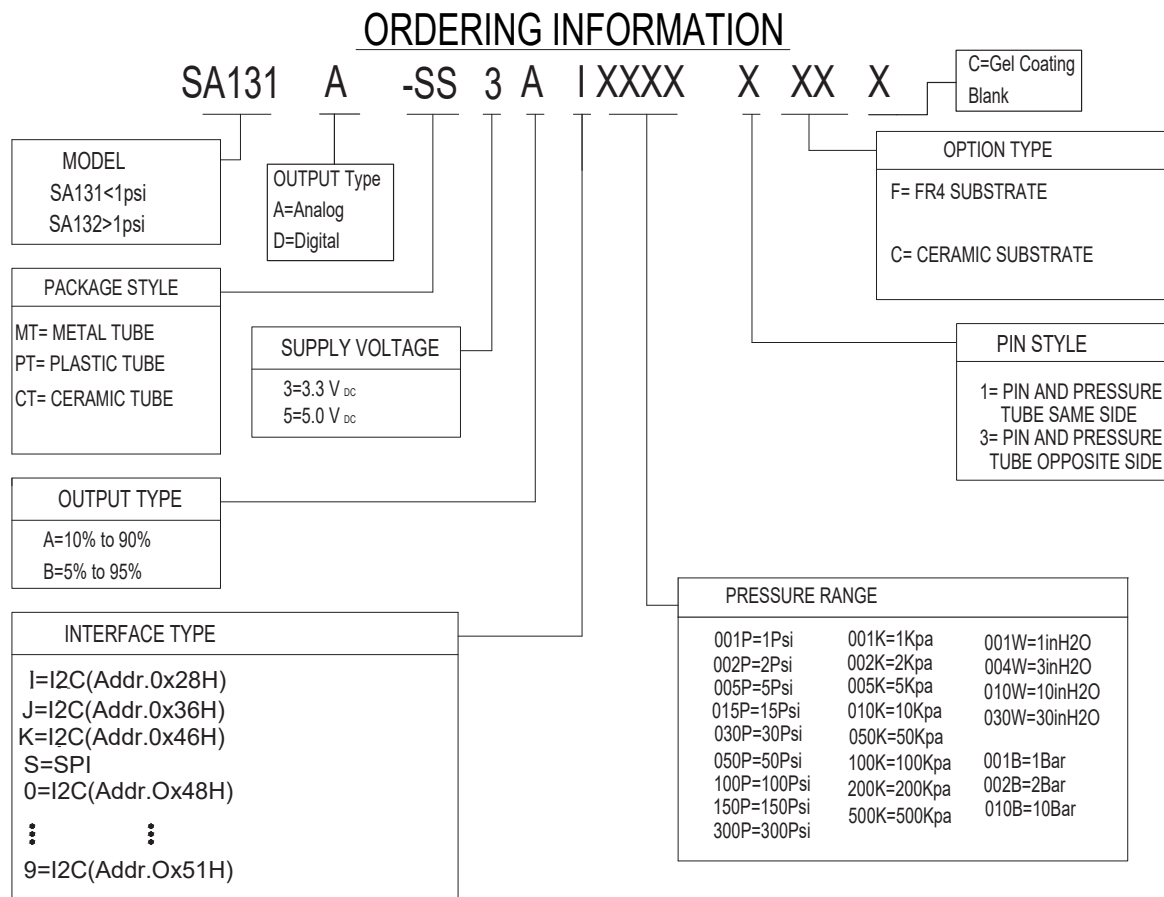 ORDERING INFORMATION
SA131 A -SS 3 A I XXXX X XX X
C=Gel Coating
Blank
MODEL
SA131<1psi
SA132>1psi
OUTPUT Type
A=Analog
D=Digital
OPTION TYPE
F= FR4 SUBSTRATE
C= CERAMIC SUBSTRATE
PACKAGE STYLE
MT= METAL TUBE
PT= PLASTIC TUBE
CT= CERAMIC TUBE
SUPPLY VOLTAGE
3=3.3 V DC
5=5.0 V DC
PIN STYLE
1= PIN AND PRESSURE
TUBE SAME SIDE
3= PIN AND PRESSURE
TUBE OPPOSITE SIDE
OUTPUT TYPE
A=10% to 90%
B=5% to 95%
INTERFACE TYPE
I=I2C(Addr.0x28H)
J=I2C(Addr.0x36H)
K=I2C(Addr.0x46H)
S=SPI
0=I2C(Addr.Ox48H)
⋮ ⋮
9=I2C(Addr.Ox51H)
PRESSURE RANGE
001P=1Psi
002P=2Psi
005P=5Psi
015P=15Psi
030P=30Psi
050P=50Psi
100P=100Psi
150P=150Psi
300P=300Psi
001K=1Kpa
002K=2Kpa
005K=5Kpa
010K=10Kpa
050K=50Kpa
100K=100Kpa
200K=200Kpa
500K=500Kpa
001W=1inH2O
004W=3inH2O
010W=10inH2O
030W=30inH2O
001B=1Bar
002B=2Bar
010B=10Bar